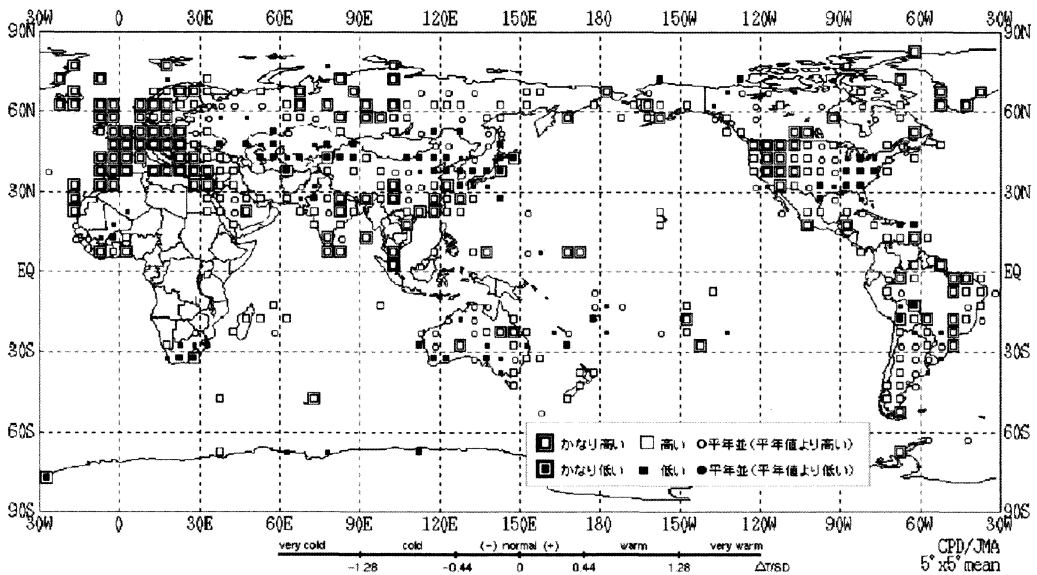 30W 0 30E 60E 90E 120E 150E 180 150W 120W 90W 60W 30W
90N 90N
60N 60N
30N 30N
EQ EQ
30S 30S
60S 60S
かなり高い 高い 平年並(平年値より高い)
かなり低い 低い 平年並(平年値より低い)
90S 90S
30W 0 30E 60E 90E 120E 150E 180 150W 120W 90W 60W 30W
very cold cold (-) normal (+) warm very warm
-1.28 -0.44 0 0.44 1.28 △T/SD
CPD/JMA
5°x5°mean